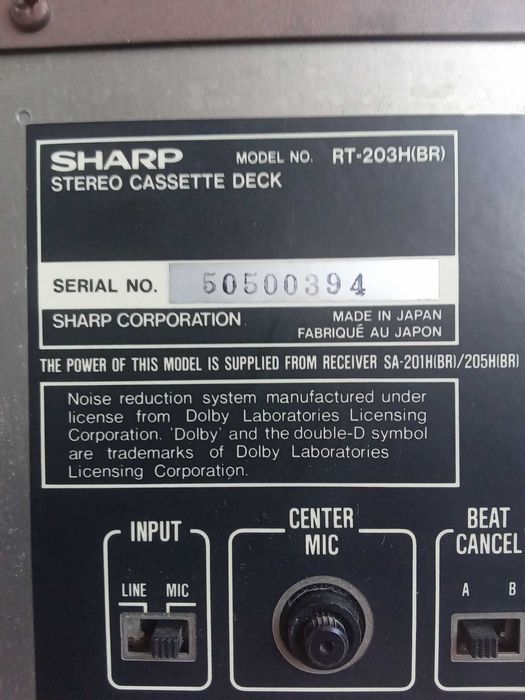 SHARP MODEL NO. RT-203H(BR)
STEREO CASSETTE DECK
SERIAL NO. 50500394
SHARP CORPORATION MADE IN JAPAN
FABRIQUÉ AU JAPON
THE POWER OF THIS MODEL IS SUPPLIED FROM RECEIVER SA-201H(BR)/205H(BR)
Noise reduction system manufactured under
license from Dolby Laboratories Licensing
Corporation. 'Dolby' and the double-D symbol
are trademarks of Dolby Laboratories
Licensing Corporation.
INPUT
LINE MIC
CENTER
MIC
BEAT
CANCEL
A B